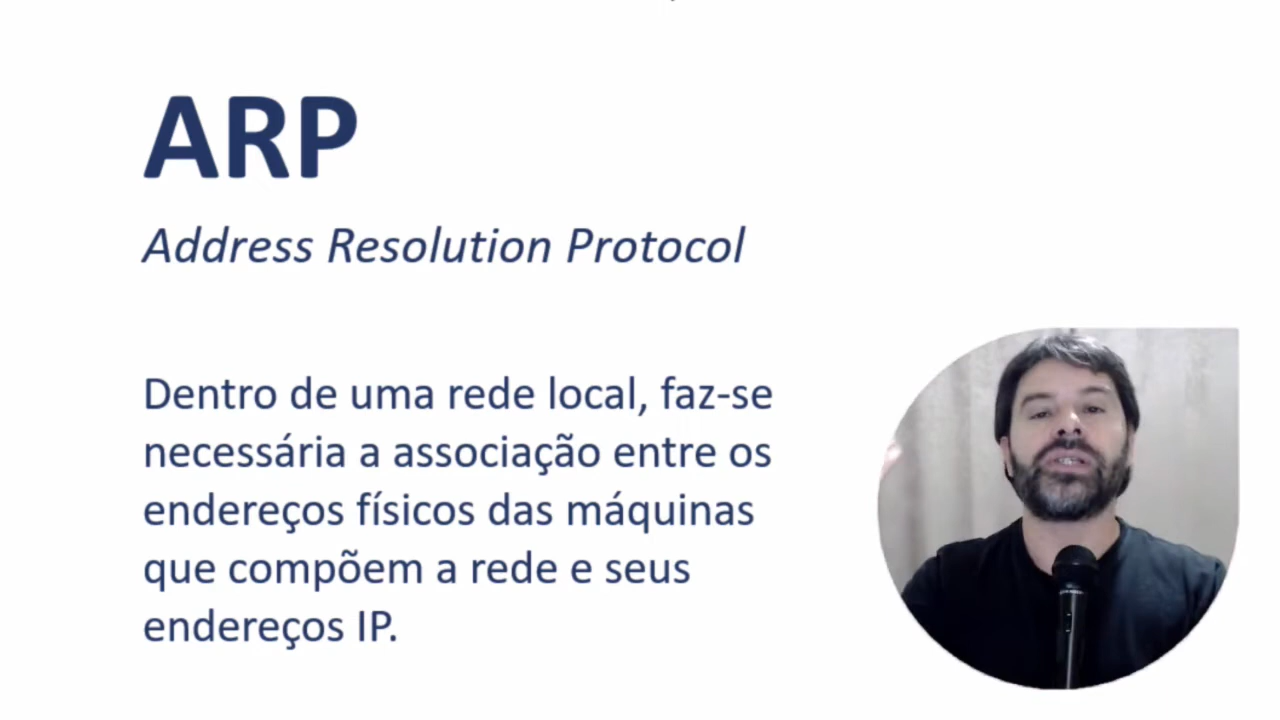 ARP
Address Resolution Protocol
Dentro de uma rede local, faz-se
necessária a associação entre os
endereços físicos das máquinas
que compõem a rede e seus
endereços IP.